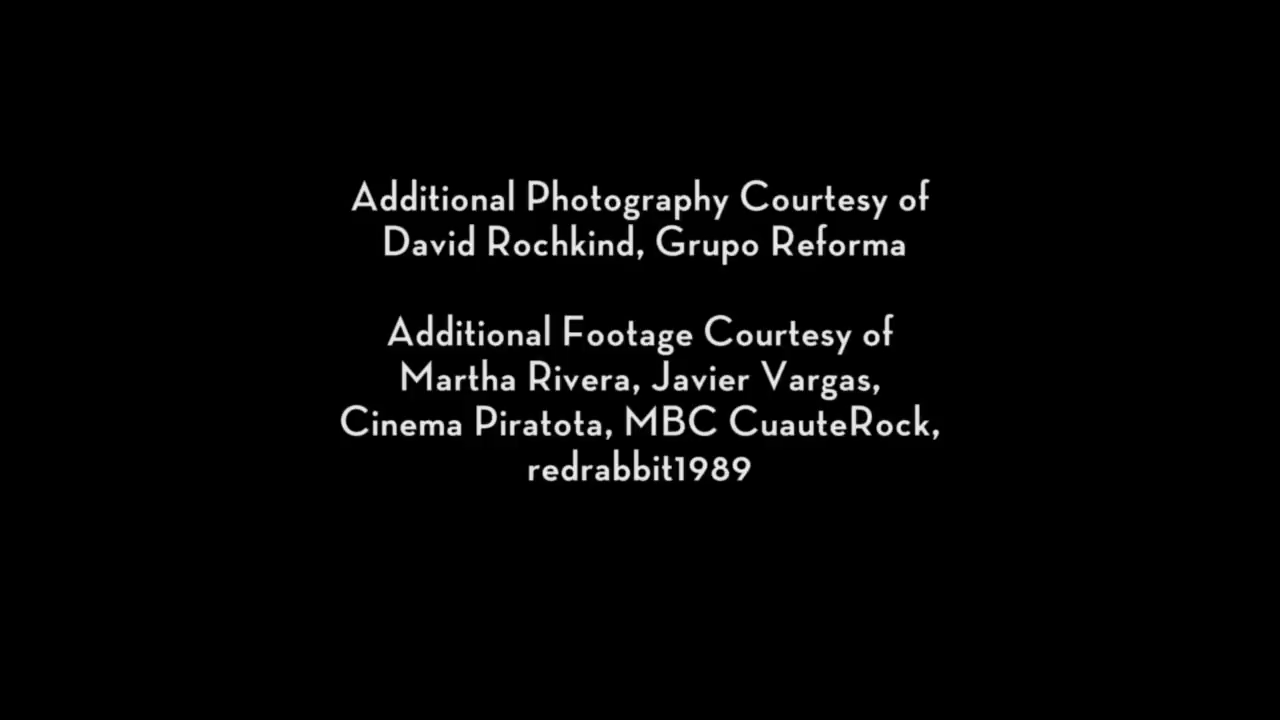 Additional Photography Courtesy of
David Rochkind, Grupo Reforma
Additional Footage Courtesy of
Martha Rivera, Javier Vargas,
Cinema Piratota, MBC CuauteRock,
redrabbit1989